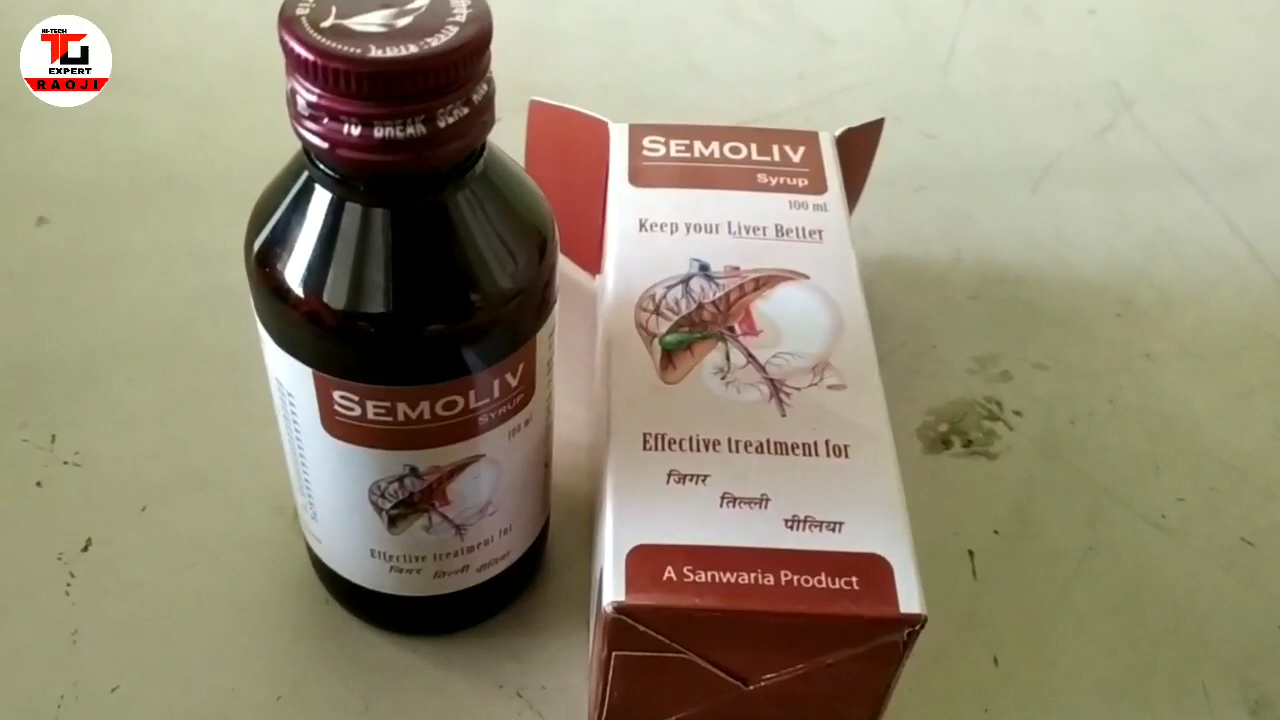 HI-TECH
TG
EXPERT
RAOJI
TO BREAK SEAL
SEMOLIV
SYRUP
100 ml
Effective treatment for
जिगर तिल्ली पीलिया
SEMOLIV
Syrup
100 ml
Keep your Liver Better
Effective treatment for
जिगर
तिल्ली
पीलिया
A Sanwaria Product